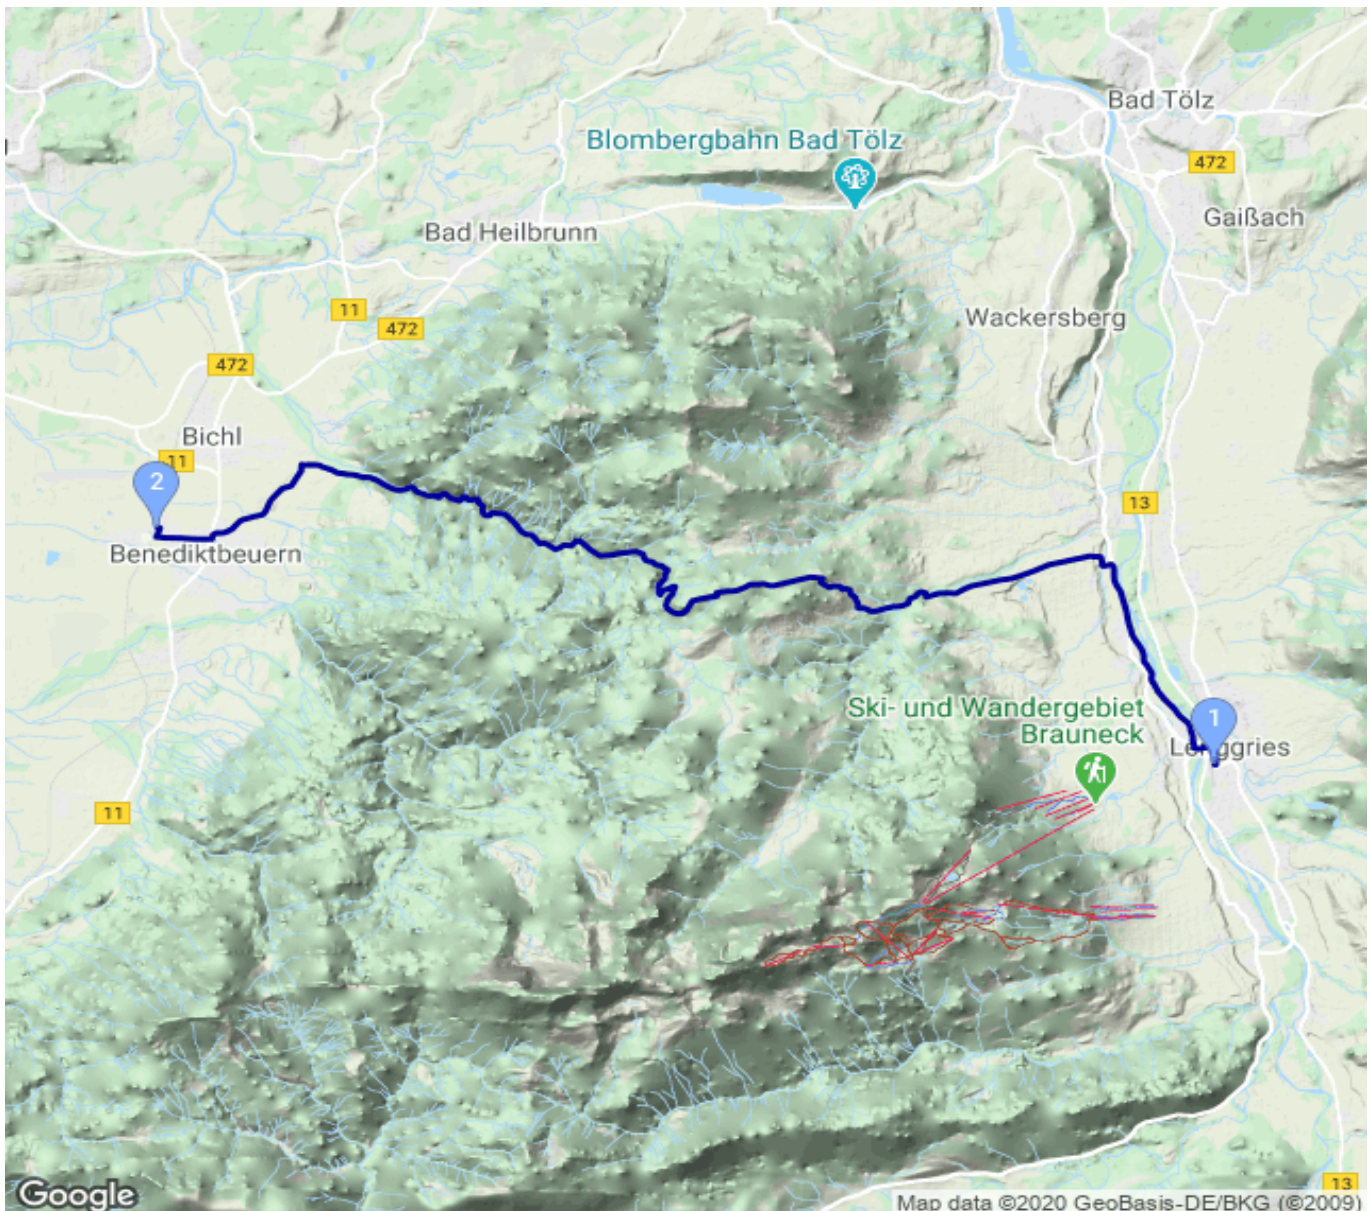 Bad Tölz
Blombergbahn Bad Tölz
472
Gaißach
Bad Heilbrunn
11
Wackersberg
472
472
Bichl
11
2
13
Benediktbeuern
Ski- und Wandergebiet
Brauneck
1
Lenggries
11
13
Google
Map data ©2020 GeoBasis-DE/BKG (©2009)